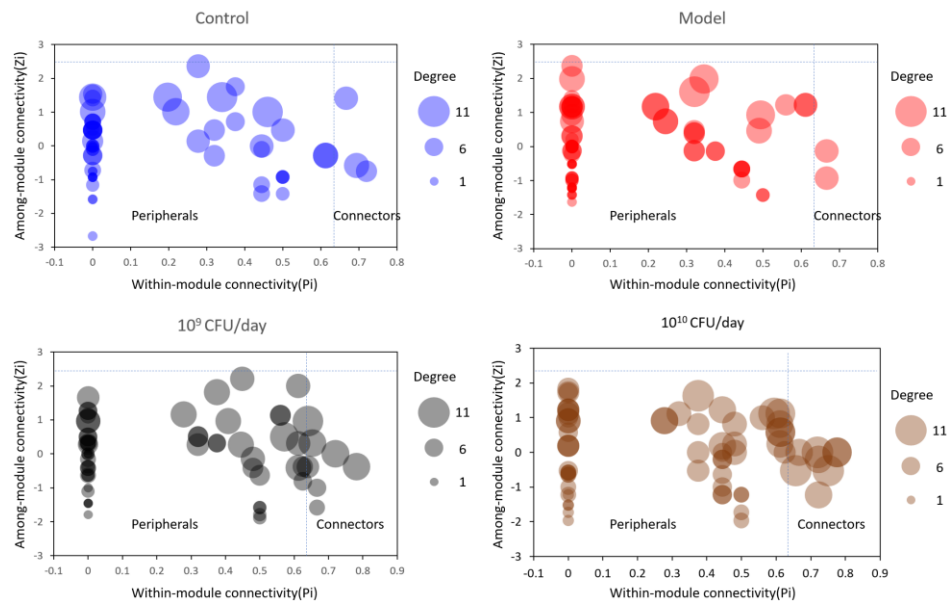 Control
Among-module connectivity(Zi)
3
2
1
0
-1
-2
-3
-0.1 0 0.1 0.2 0.3 0.4 0.5 0.6 0.7 0.8
Within-module connectivity(Pi)
Peripherals
Connectors
Degree
11
6
1
Model
Among-module connectivity(Zi)
3
2
1
0
-1
-2
-3
-0.1 0 0.1 0.2 0.3 0.4 0.5 0.6 0.7 0.8
Within-module connectivity(Pi)
Peripherals
Connectors
Degree
11
6
1
10⁹ CFU/day
Among-module connectivity(Zi)
3
2
1
0
-1
-2
-3
-0.1 0 0.1 0.2 0.3 0.4 0.5 0.6 0.7 0.8 0.9
Within-module connectivity(Pi)
Peripherals
Connectors
Degree
11
6
1
10¹⁰ CFU/day
Among-module connectivity(Zi)
3
2
1
0
-1
-2
-3
-0.1 0 0.1 0.2 0.3 0.4 0.5 0.6 0.7 0.8 0.9
Within-module connectivity(Pi)
Peripherals
Connectors
Degree
11
6
1